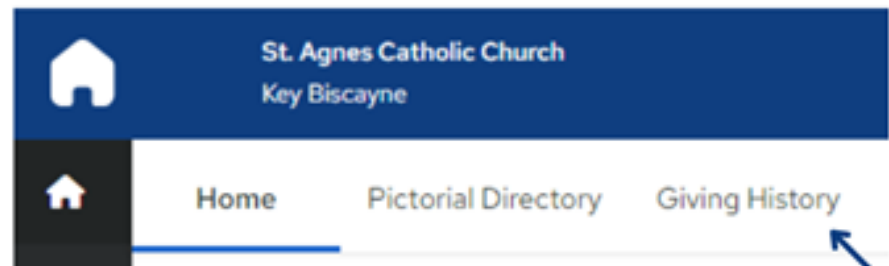 St. Agnes Catholic Church
Key Biscayne
Home Pictorial Directory Giving History